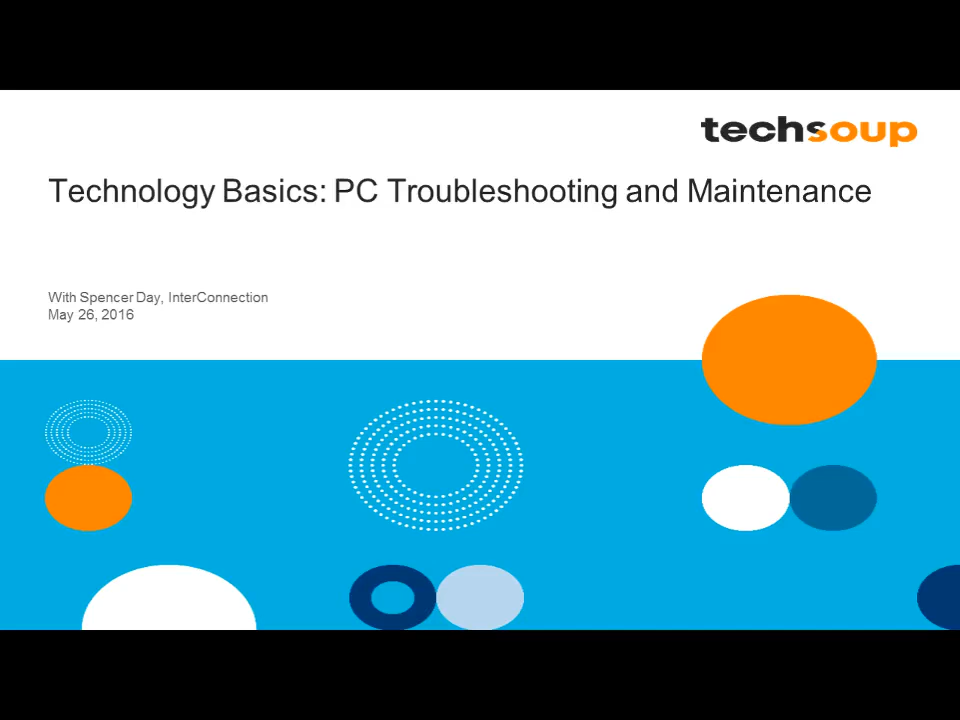 techsoup
Technology Basics: PC Troubleshooting and Maintenance
With Spencer Day, InterConnection
May 26, 2016